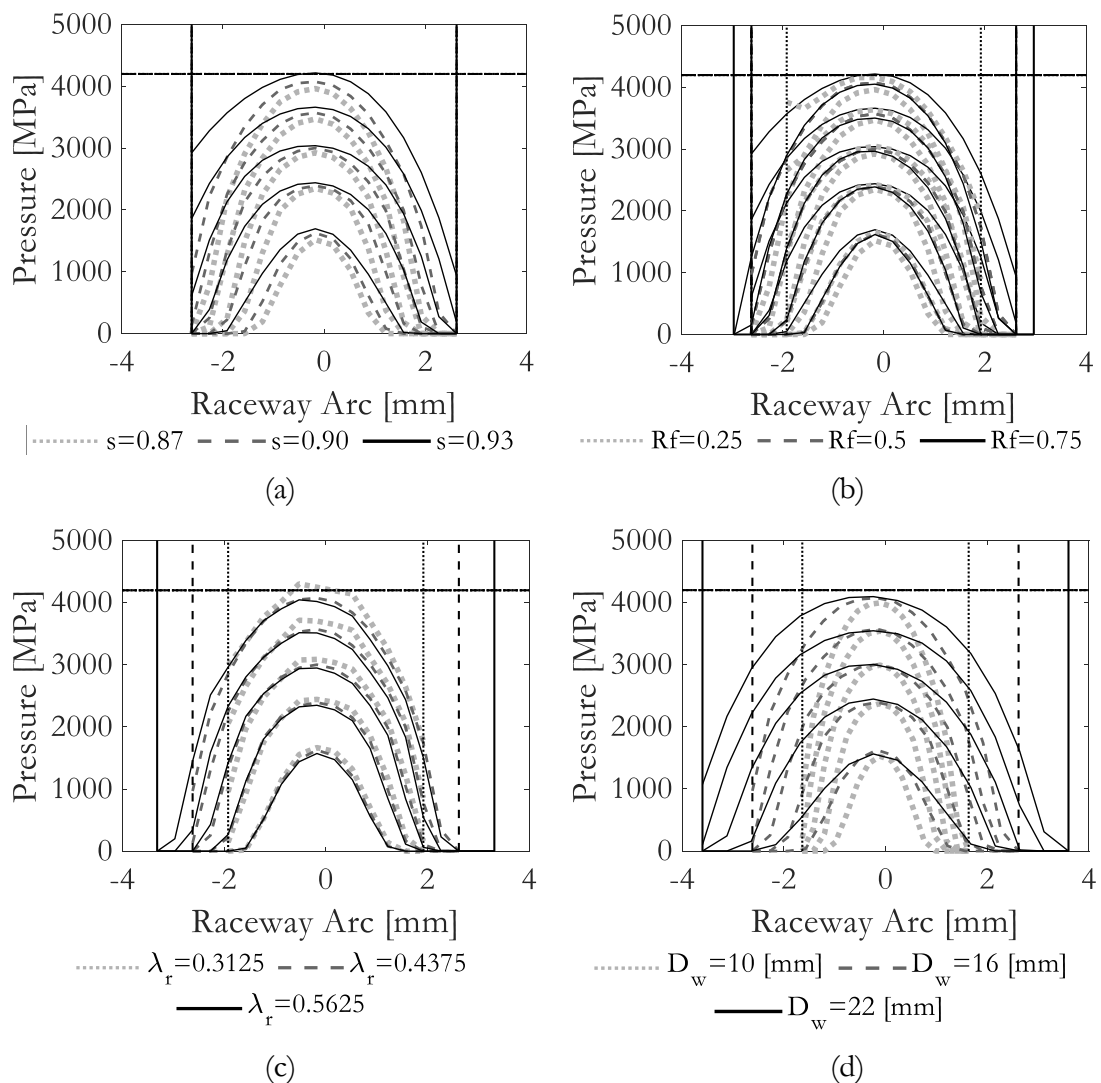 5000
4000
3000
2000
1000
0
Pressure [MPa]
-4 -2 0 2 4
Raceway Arc [mm]
s=0.87 s=0.90 s=0.93
(a)
5000
4000
3000
2000
1000
0
Pressure [MPa]
-4 -2 0 2 4
Raceway Arc [mm]
Rf=0.25 Rf=0.5 Rf=0.75
(b)
5000
4000
3000
2000
1000
0
Pressure [MPa]
-4 -2 0 2 4
Raceway Arc [mm]
λr=0.3125 λr=0.4375
λr=0.5625
(c)
5000
4000
3000
2000
1000
0
Pressure [MPa]
-4 -2 0 2 4
Raceway Arc [mm]
Dw=10 [mm] Dw=16 [mm]
Dw=22 [mm]
(d)